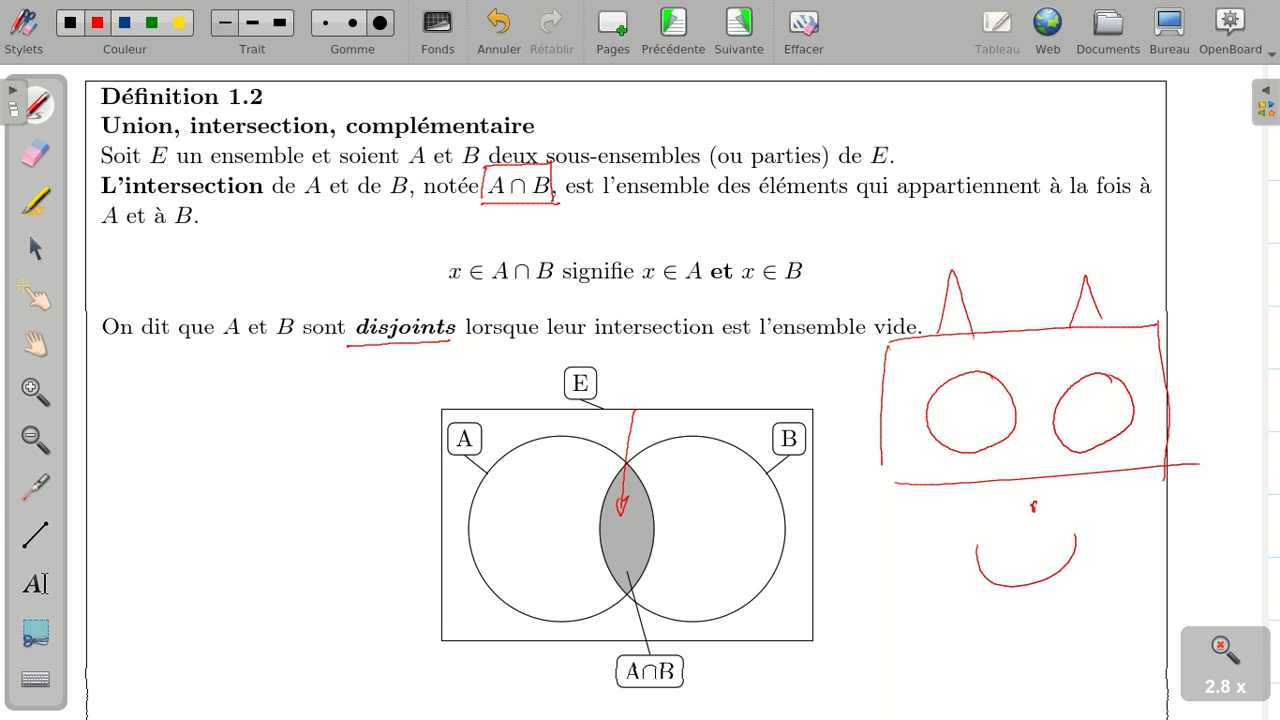 Stylets Couleur Trait Gomme Fonds Annuler Rétablir Pages Précédente Suivante Effacer Tableau Web Documents Bureau OpenBoard
Définition 1.2
Union, intersection, complémentaire
Soit E un ensemble et soient A et B deux sous-ensembles (ou parties) de E.
L'intersection de A et de B, notée A ∩ B, est l'ensemble des éléments qui appartiennent à la fois à
A et à B.
x ∈ A ∩ B signifie x ∈ A et x ∈ B
On dit que A et B sont disjoints lorsque leur intersection est l'ensemble vide.
E
A B
A∩B
A
2.8 x